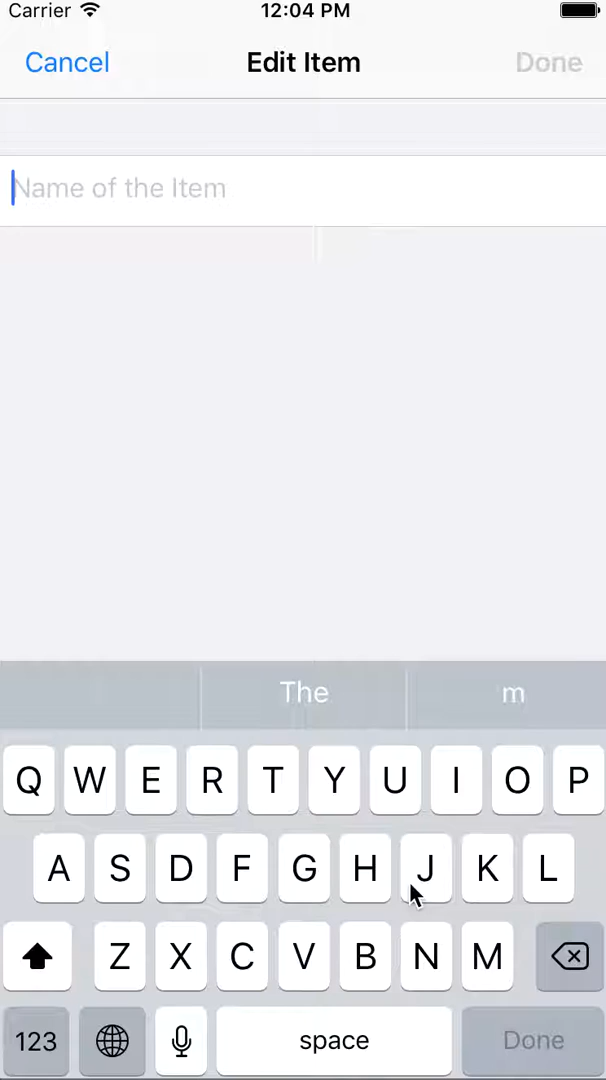 Carrier 12:04 PM
Cancel Edit Item Done
Name of the Item
The m
Q W E R T Y U I O P
A S D F G H J K L
Z X C V B N M
123 space Done